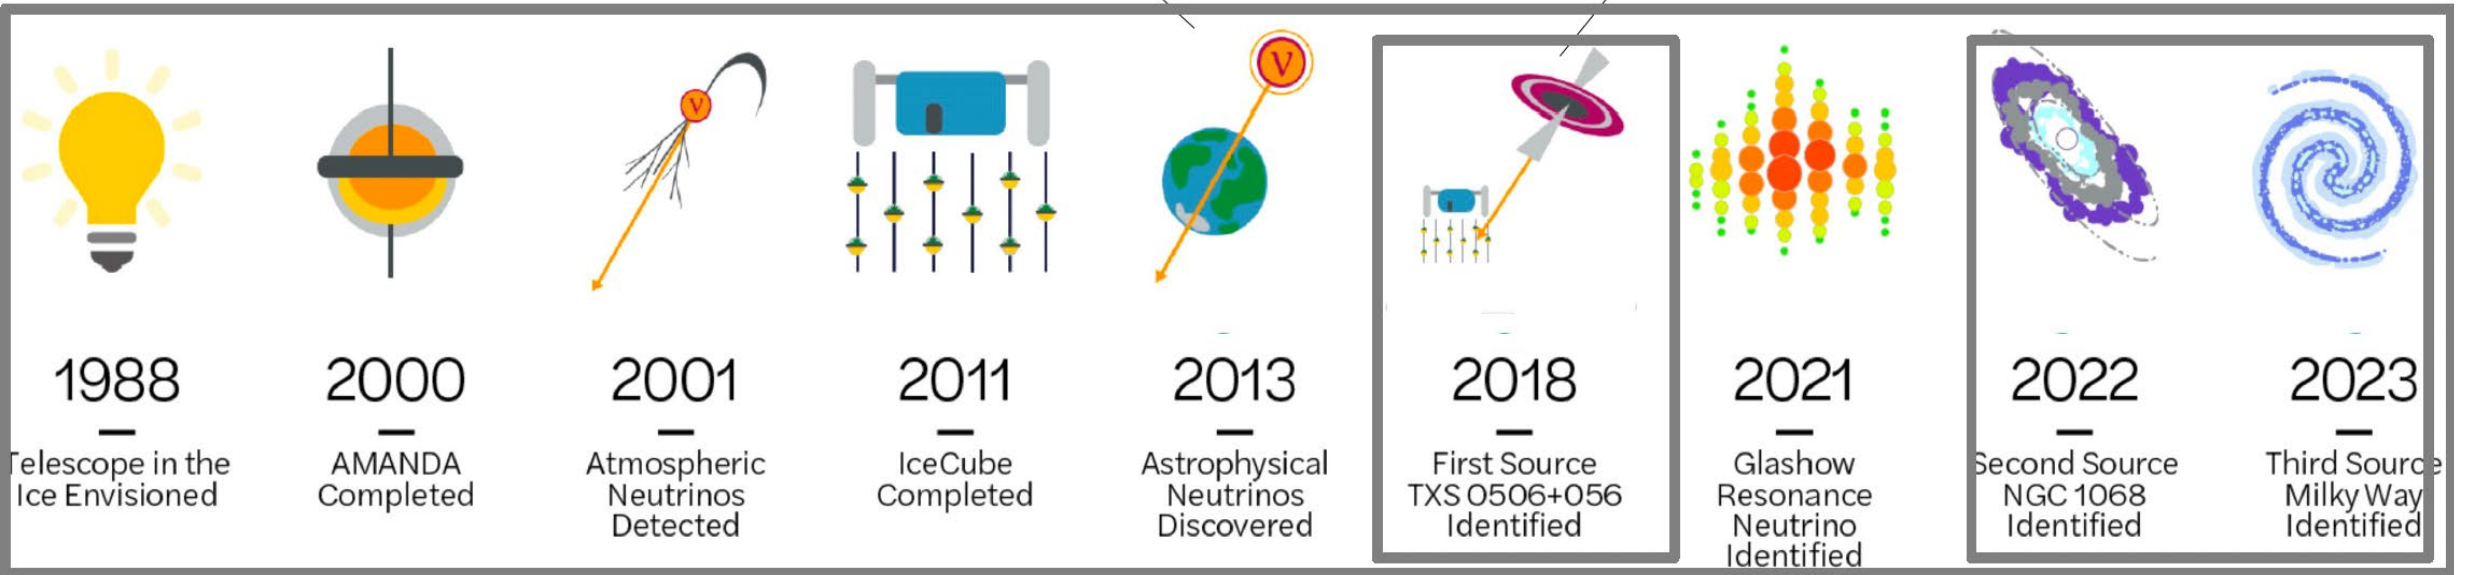 ν
ν
1988
Telescope in the
Ice Envisioned
2000
AMANDA
Completed
2001
Atmospheric
Neutrinos
Detected
2011
IceCube
Completed
2013
Astrophysical
Neutrinos
Discovered
2018
First Source
TXS 0506+056
Identified
2021
Glashow
Resonance
Neutrino
Identified
2022
Second Source
NGC 1068
Identified
2023
Third Source
Milky Way
Identified